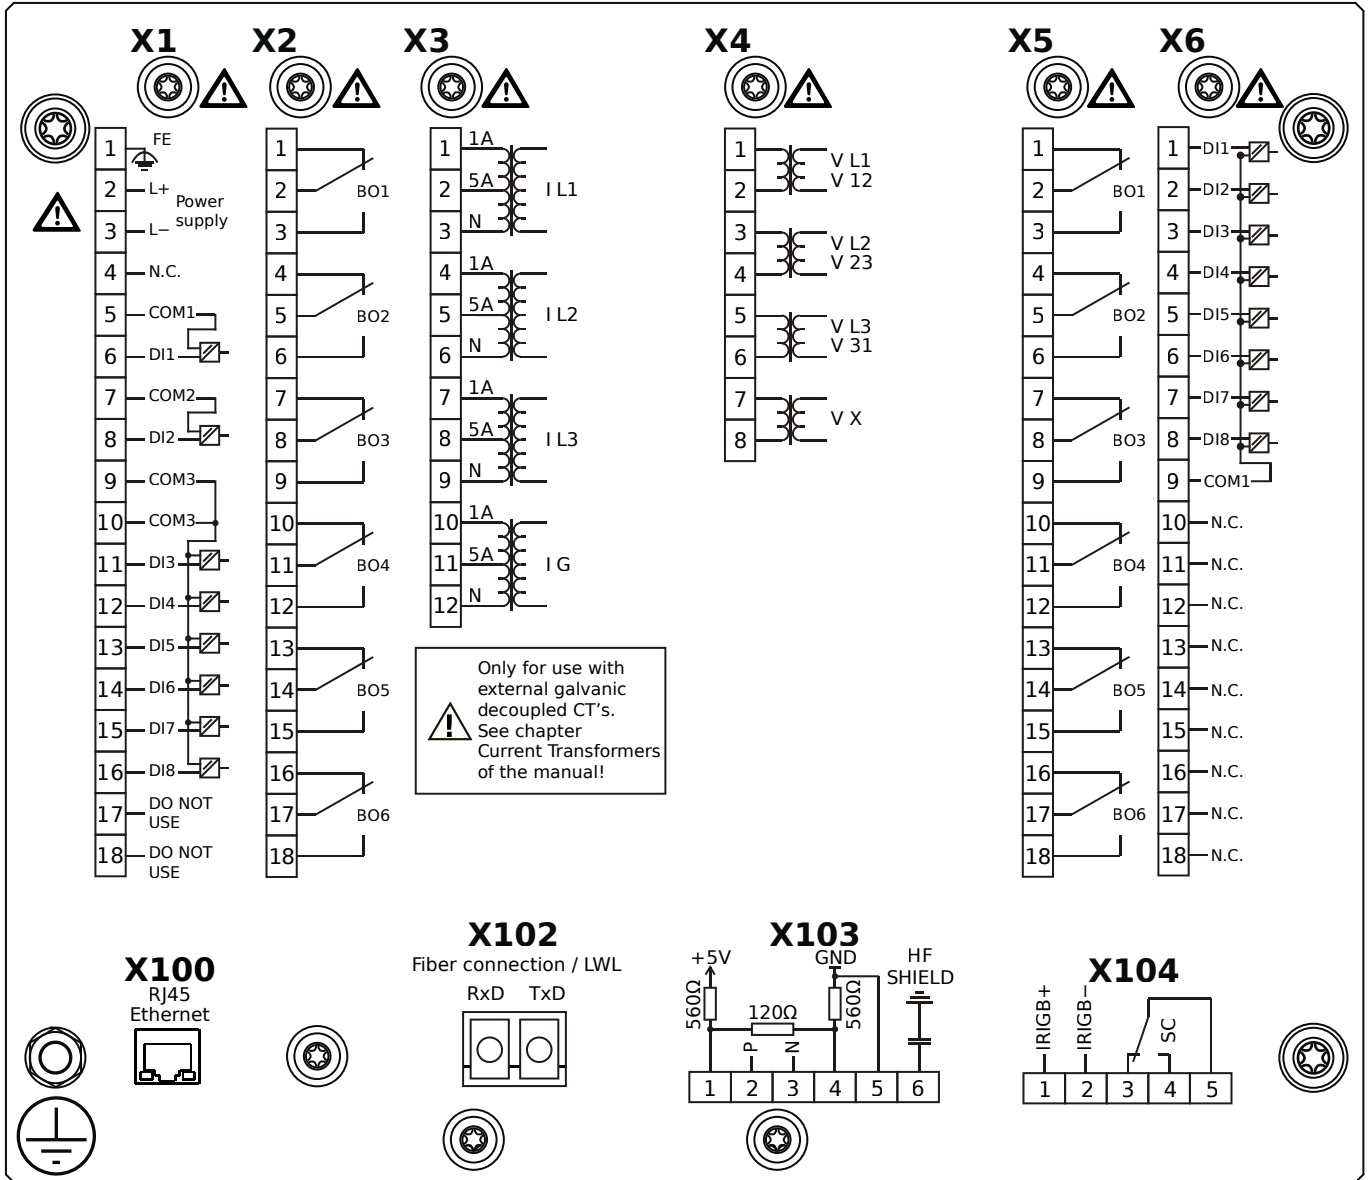 X1
X2
X3
X4
X5
X6
1 FE
2 L+
Power
supply
3 L−
4 N.C.
5 COM1
6 DI1
7 COM2
8 DI2
9 COM3
10 COM3
11 DI3
12 DI4
13 DI5
14 DI6
15 DI7
16 DI8
17 DO NOT
USE
18 DO NOT
USE
1
2 BO1
3
4
5 BO2
6
7
8 BO3
9
10
11 BO4
12
13
14 BO5
15
16
17 BO6
18
1 1A
2 5A I L1
3 N
4 1A
5 5A I L2
6 N
7 1A
8 5A I L3
9 N
10 1A
11 5A I G
12 N
Only for use with
external galvanic
decoupled CT's.
See chapter
Current Transformers
of the manual!
1 V L1
2 V 12
3 V L2
4 V 23
5 V L3
6 V 31
7 V X
8
1
2 BO1
3
4
5 BO2
6
7
8 BO3
9
10
11 BO4
12
13
14 BO5
15
16
17 BO6
18
1 DI1
2 DI2
3 DI3
4 DI4
5 DI5
6 DI6
7 DI7
8 DI8
9 COM1
10 N.C.
11 N.C.
12 N.C.
13 N.C.
14 N.C.
15 N.C.
16 N.C.
17 N.C.
18 N.C.
X100
RJ45
Ethernet
X102
Fiber connection / LWL
RxD TxD
X103
+5V GND HF
SHIELD
560Ω 120Ω 560Ω
P N
1 2 3 4 5 6
X104
IRIGB+ IRIGB− SC
1 2 3 4 5